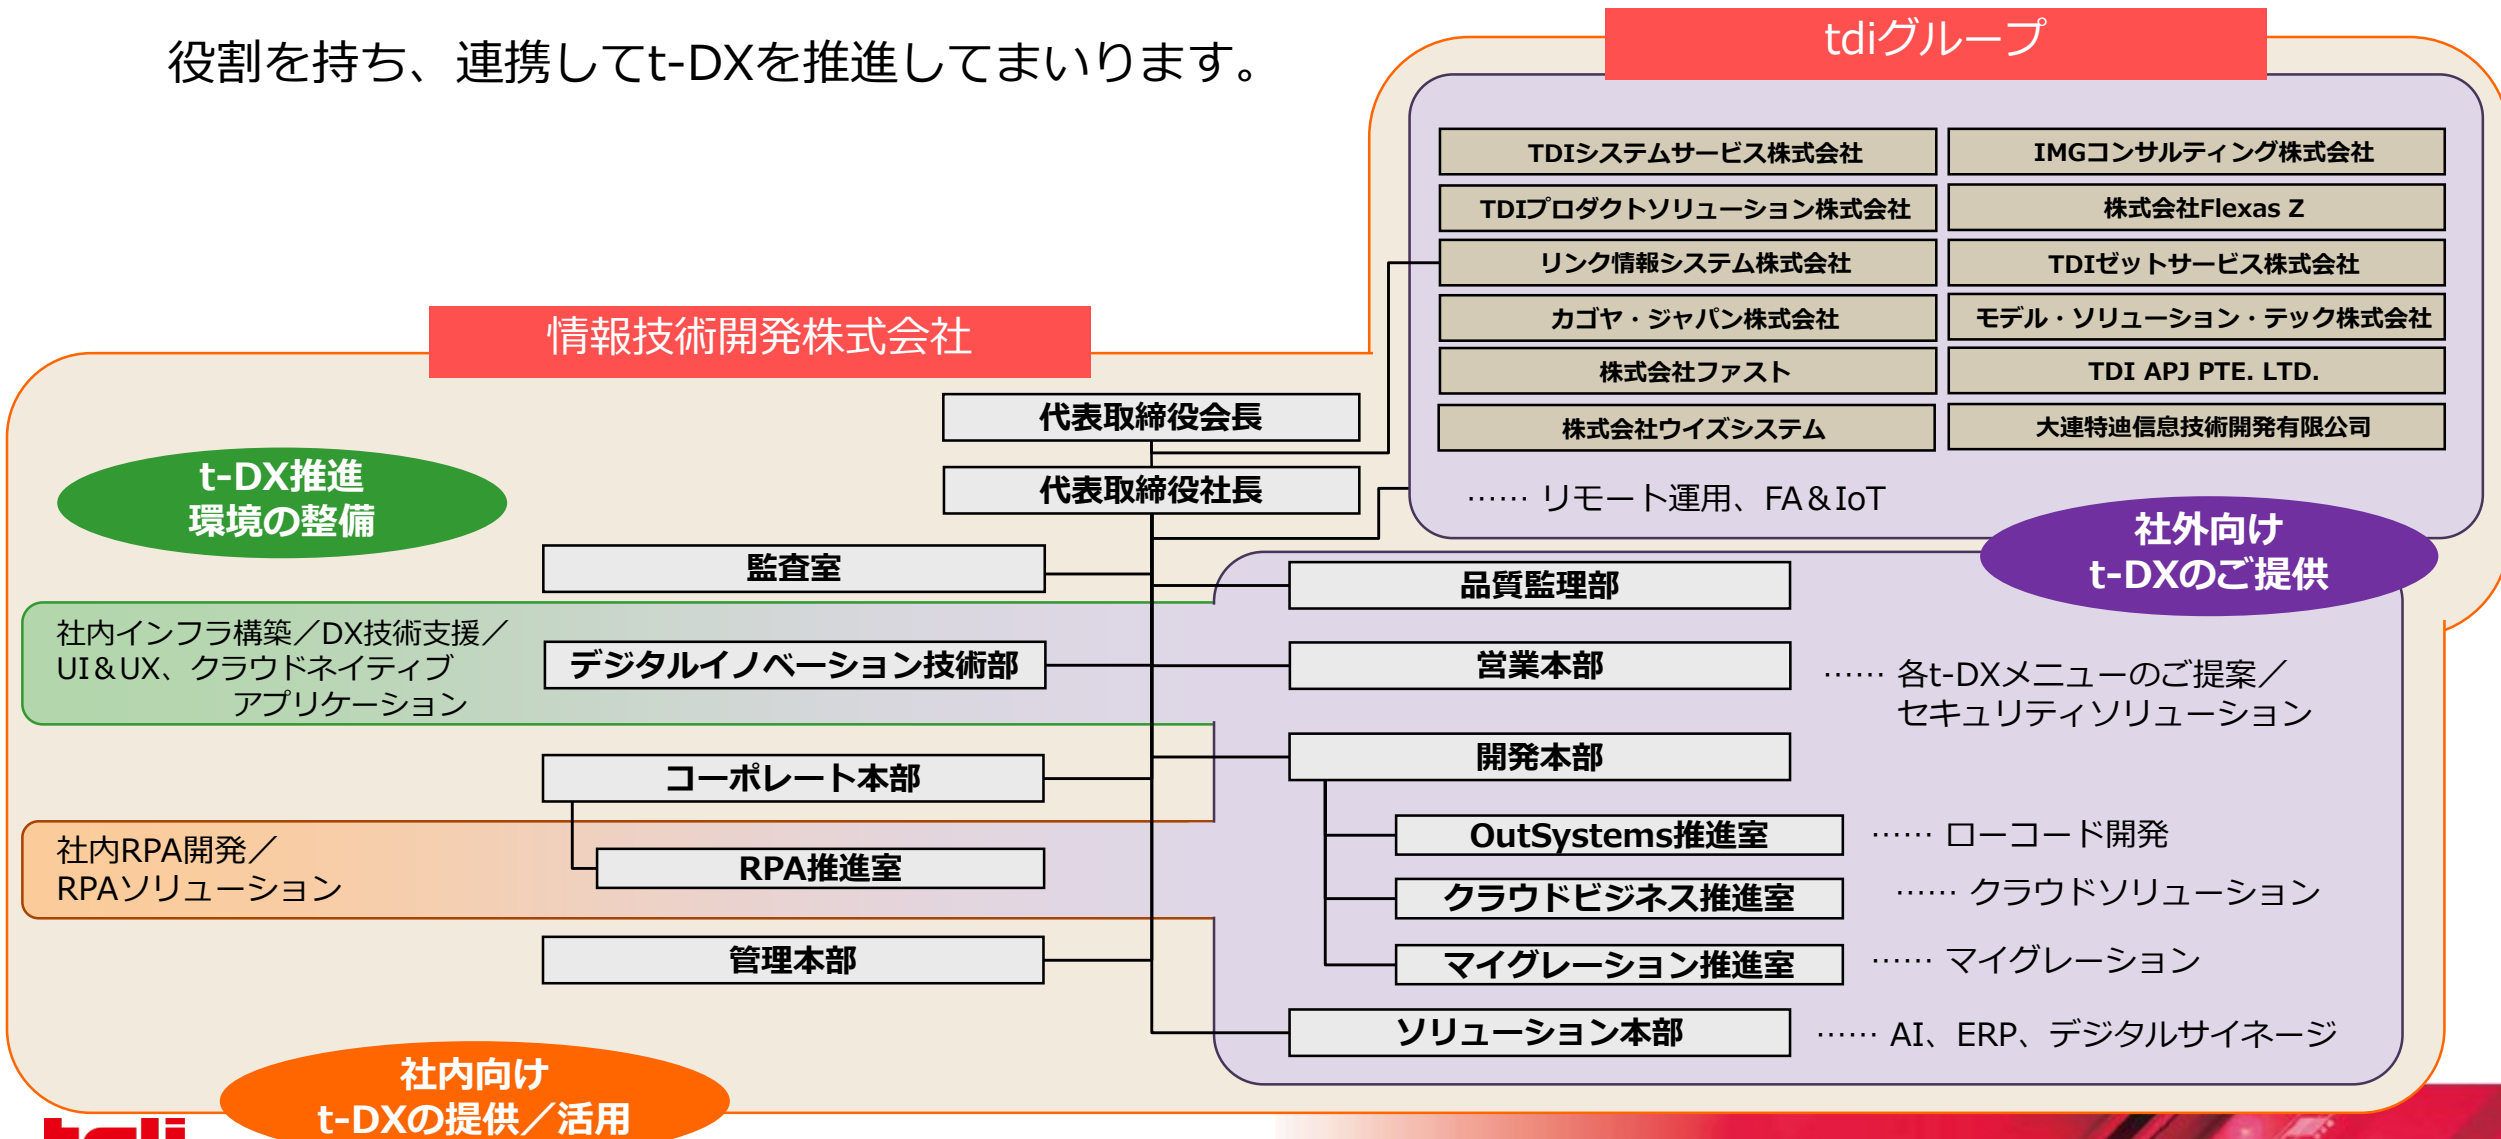 役割を持ち、連携してt-DXを推進してまいります。
tdiグループ
TDIシステムサービス株式会社
IMGコンサルティング株式会社
TDIプロダクトソリューション株式会社
株式会社Flexas Z
リンク情報システム株式会社
TDIゼットサービス株式会社
カゴヤ・ジャパン株式会社
モデル・ソリューション・テック株式会社
株式会社ファスト
TDI APJ PTE. LTD.
株式会社ウイズシステム
大連特迪信息技術開発有限公司
…… リモート運用、FA＆IoT
社外向け
t-DXのご提供
情報技術開発株式会社
代表取締役会長
代表取締役社長
t-DX推進
環境の整備
監査室
品質監理部
社内インフラ構築／DX技術支援／
UI＆UX、クラウドネイティブ
アプリケーション
デジタルイノベーション技術部
営業本部
…… 各t-DXメニューのご提案／
セキュリティソリューション
コーポレート本部
開発本部
社内RPA開発／
RPAソリューション
RPA推進室
OutSystems推進室
…… ローコード開発
クラウドビジネス推進室
…… クラウドソリューション
管理本部
マイグレーション推進室
…… マイグレーション
ソリューション本部
…… AI、ERP、デジタルサイネージ
社内向け
t-DXの提供／活用
tdi